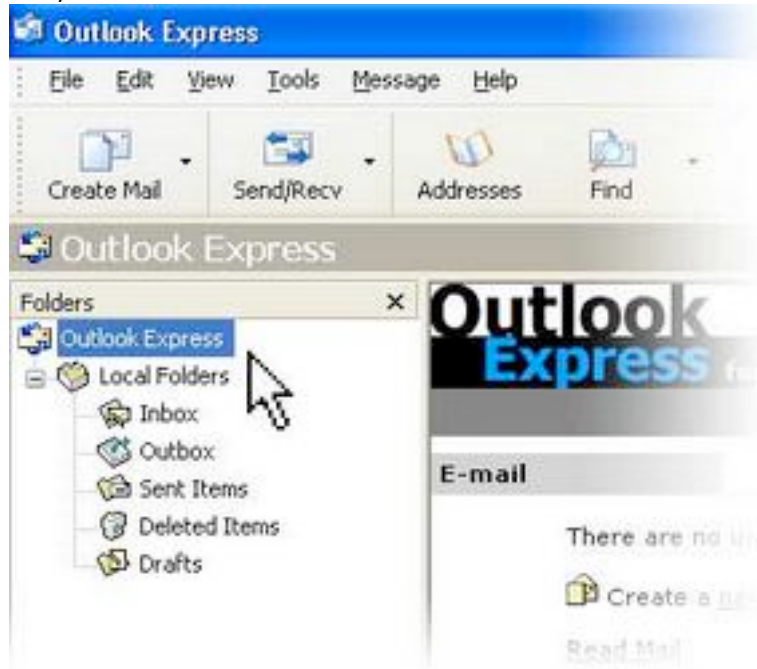 Outlook Express
File Edit View Tools Message Help
Create Mail Send/Recv Addresses Find
Outlook Express
Folders
Outlook Express
Local Folders
Inbox
Outbox
Sent Items
Deleted Items
Drafts
Outlook
Express
E-mail
There are no
Create a
Read Mail